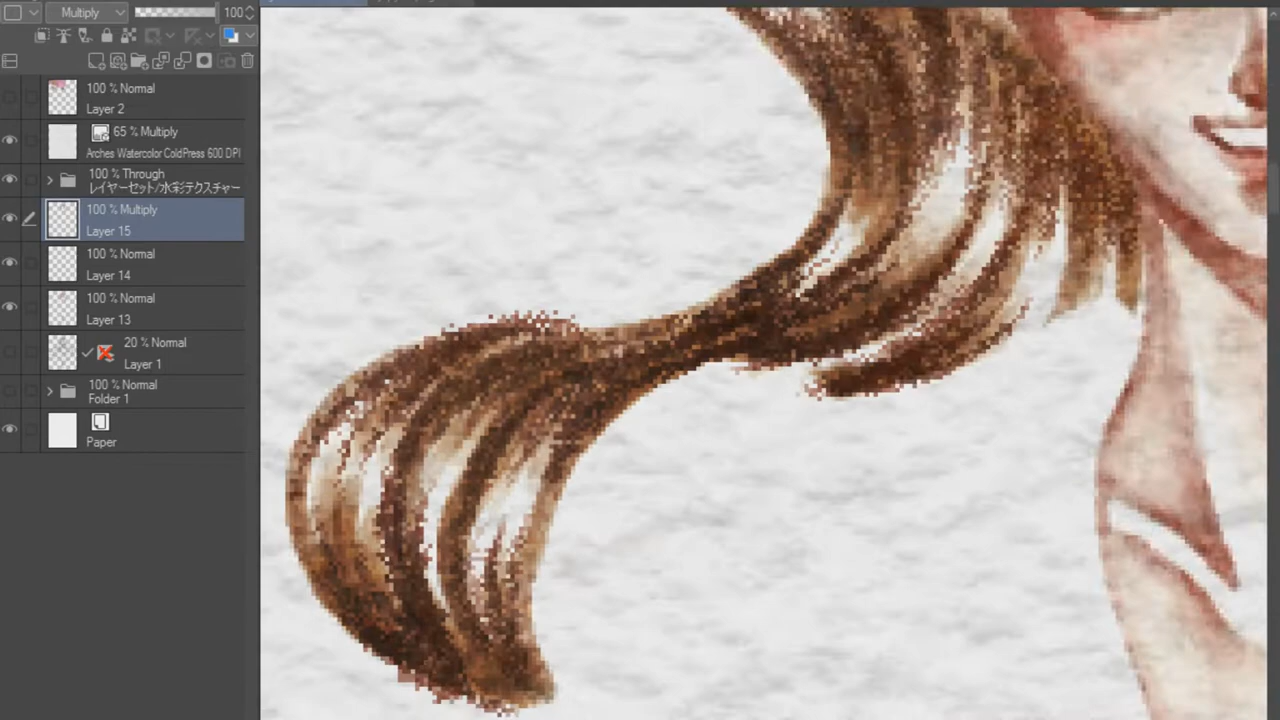 Multiply
100
100 % Normal
Layer 2
65 % Multiply
Arches Watercolor ColdPress 600 DPI
100 % Through
レイヤーセット/水彩テクスチャー
100 % Multiply
Layer 15
100 % Normal
Layer 14
100 % Normal
Layer 13
20 % Normal
Layer 1
100 % Normal
Folder 1
Paper